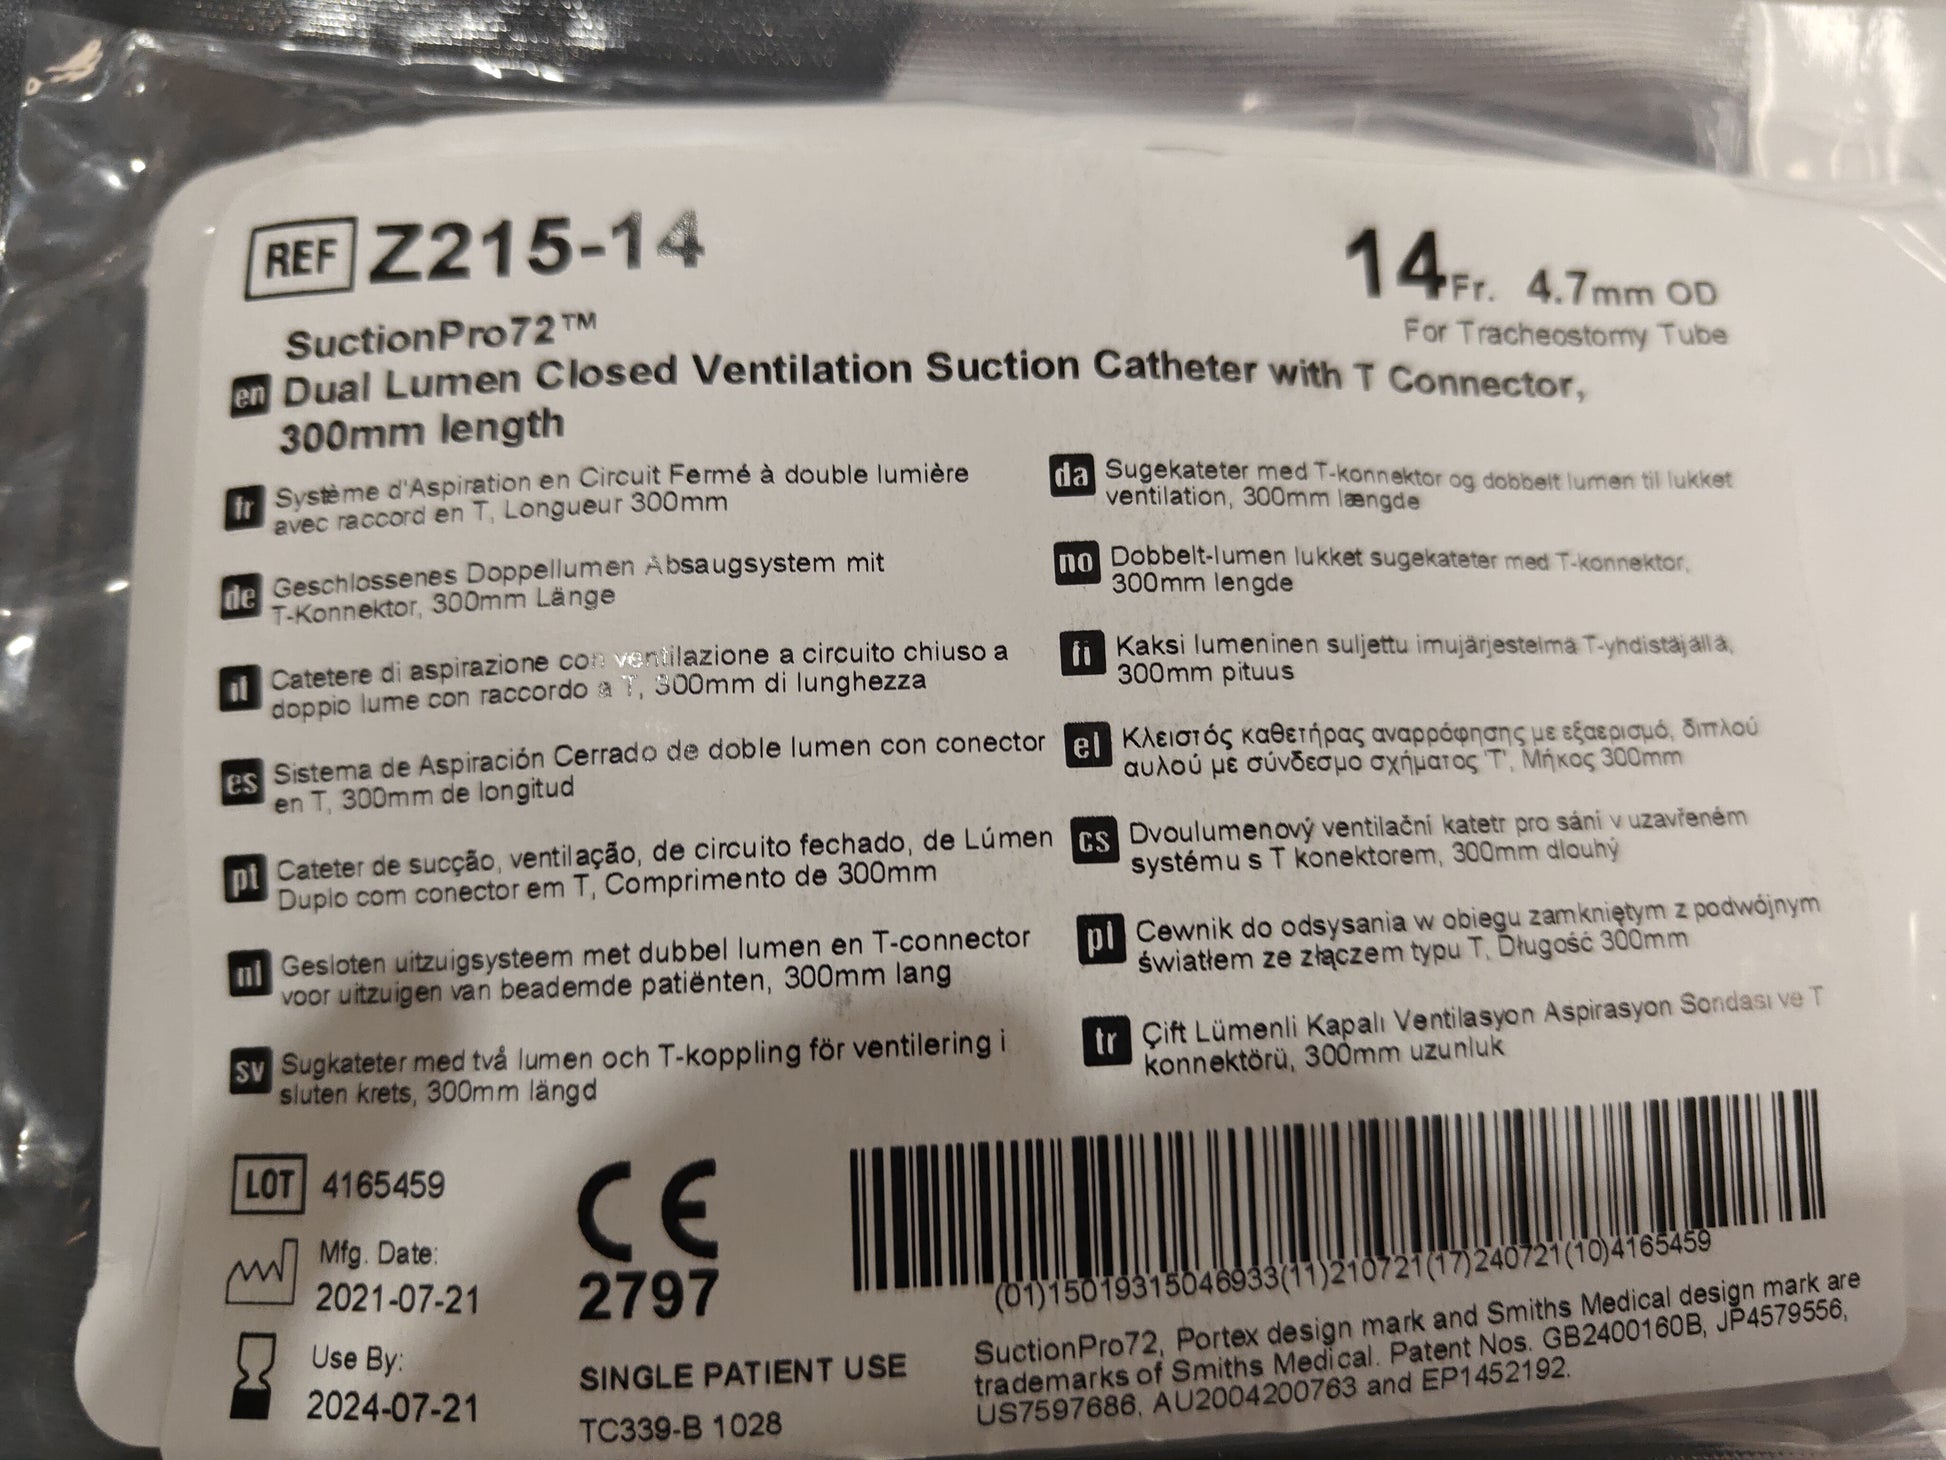 REF Z215-14
14Fr. 4.7mm OD
For Tracheostomy Tube
SuctionPro72™
en Dual Lumen Closed Ventilation Suction Catheter with T Connector,
300mm length
fr Système d'Aspiration en Circuit Fermé à double lumière
avec raccord en T, Longueur 300mm
de Geschlossenes Doppellumen Absaugsystem mit
T-Konnektor, 300mm Länge
it Catetere di aspirazione con ventilazione a circuito chiuso a
doppio lume con raccordo a T, 300mm di lunghezza
es Sistema de Aspiración Cerrado de doble lumen con conector
en T, 300mm de longitud
pt Cateter de sucção, ventilação, de circuito fechado, de Lúmen
Duplo com conector em T, Comprimento de 300mm
nl Gesloten uitzuigsysteem met dubbel lumen en T-connector
voor uitzuigen van beademde patiënten, 300mm lang
sv Sugkateter med två lumen och T-koppling för ventilering i
sluten krets, 300mm längd
da Sugekateter med T-konnektor og dobbelt lumen til lukket
ventilation, 300mm længde
no Dobbelt-lumen lukket sugekateter med T-konnektor,
300mm lengde
fi Kaksi lumeninen suljettu imujärjestelmä T-yhdistäjällä,
300mm pituus
el Κλειστός καθετήρας αναρρόφησης με εξαερισμό, διπλού
αυλού με σύνδεσμο σχήματος 'Τ', Μήκος 300mm
cs Dvoulumenový ventilační katetr pro sání v uzavřeném
systému s T konektorem, 300mm dlouhý
pl Cewnik do odsysania w obiegu zamkniętym z podwójnym
światłem ze złączem typu T, Długość 300mm
tr Çift Lümenli Kapalı Ventilasyon Aspirasyon Sondası ve T
konnektörü, 300mm uzunluk
LOT 4165459
Mfg. Date:
2021-07-21
Use By:
2024-07-21
CE
2797
SINGLE PATIENT USE
TC339-B 1028
(01)15019315046933(11)210721(17)240721(10)4165459
SuctionPro72, Portex design mark and Smiths Medical design mark are
trademarks of Smiths Medical. Patent Nos. GB2400160B, JP4579556,
US7597686, AU2004200763 and EP1452192.